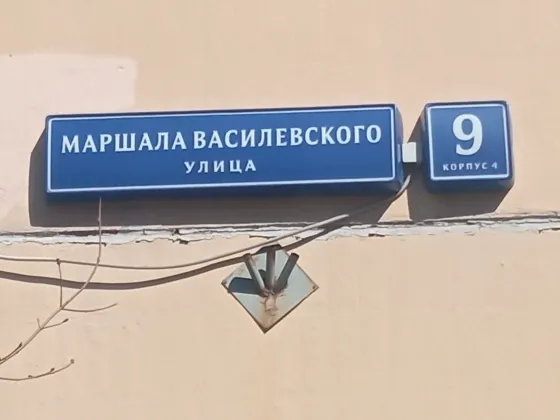 МАРШАЛА ВАСИЛЕВСКОГО
УЛИЦА
9
КОРПУС 4